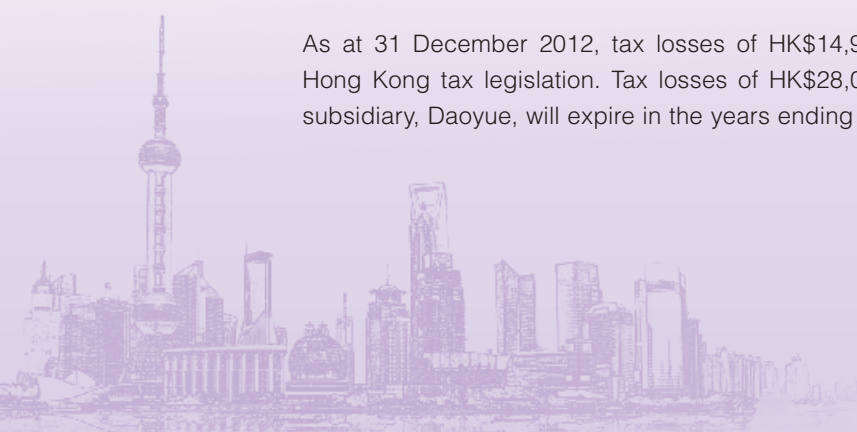 As at 31 December 2012, tax losses of HK$14,9
Hong Kong tax legislation. Tax losses of HK$28,0
subsidiary, Daoyue, will expire in the years ending